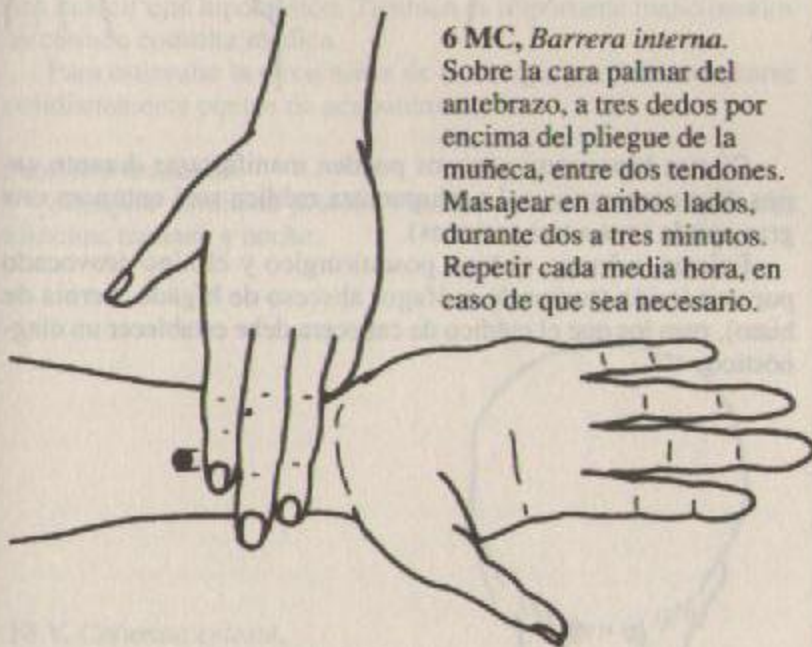 6 MC, Barrera interna.
Sobre la cara palmar del
antebrazo, a tres dedos por
encima del pliegue de la
muñeca, entre dos tendones.
Masajear en ambos lados,
durante dos a tres minutos.
Repetir cada media hora, en
caso de que sea necesario.